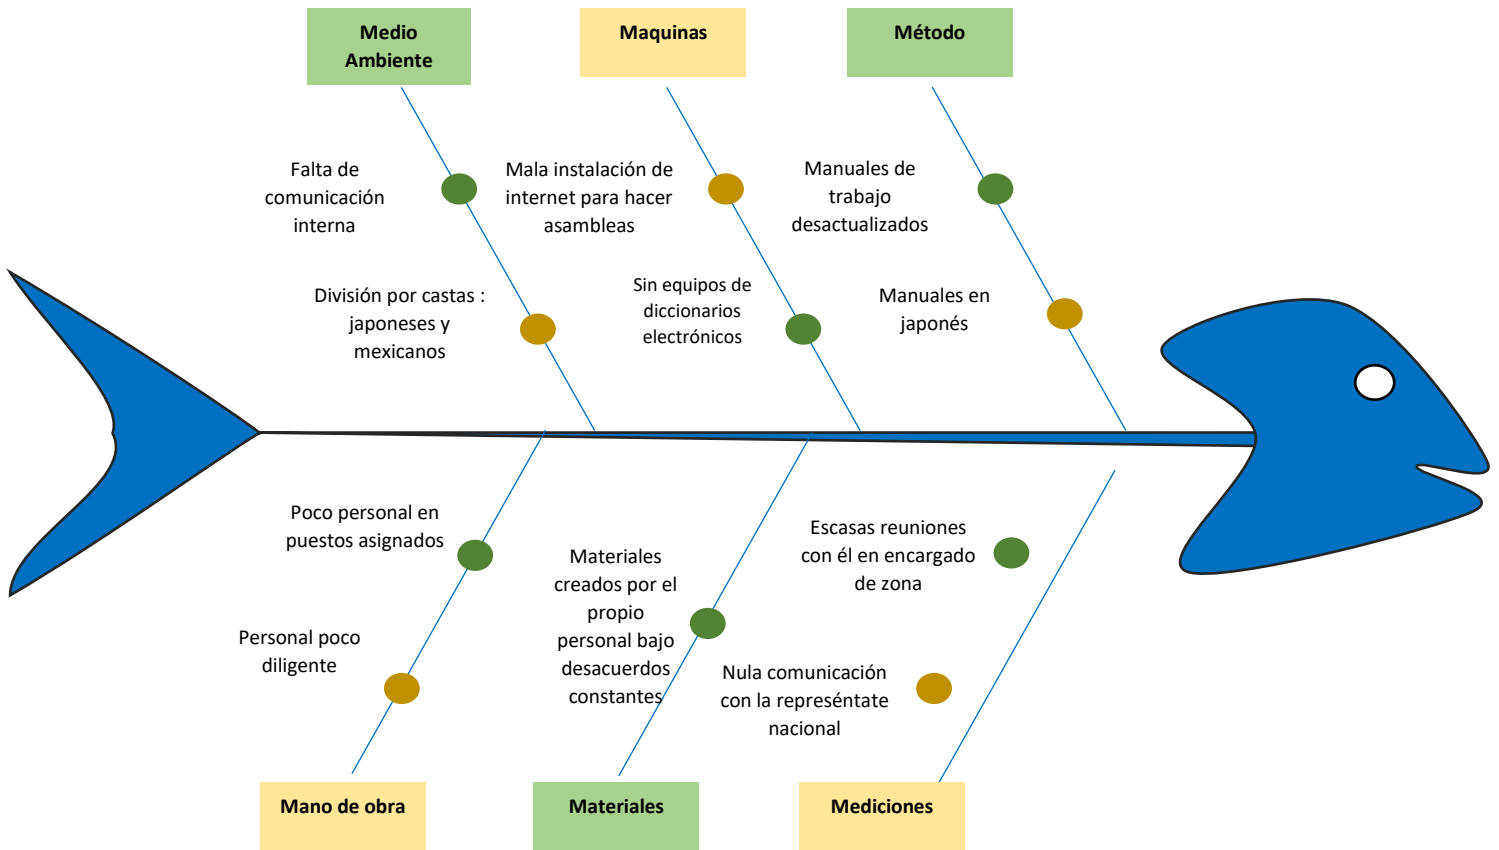 Medio
Ambiente
Maquinas
Método
Falta de
comunicación
interna
Mala instalación de
internet para hacer
asambleas
Manuales de
trabajo
desactualizados
División por castas :
japoneses y
mexicanos
Sin equipos de
diccionarios
electrónicos
Manuales en
japonés
Poco personal en
puestos asignados
Materiales
creados por el
propio
personal bajo
desacuerdos
constantes
Escasas reuniones
con él en encargado
de zona
Personal poco
diligente
Nula comunicación
con la represéntate
nacional
Mano de obra
Materiales
Mediciones